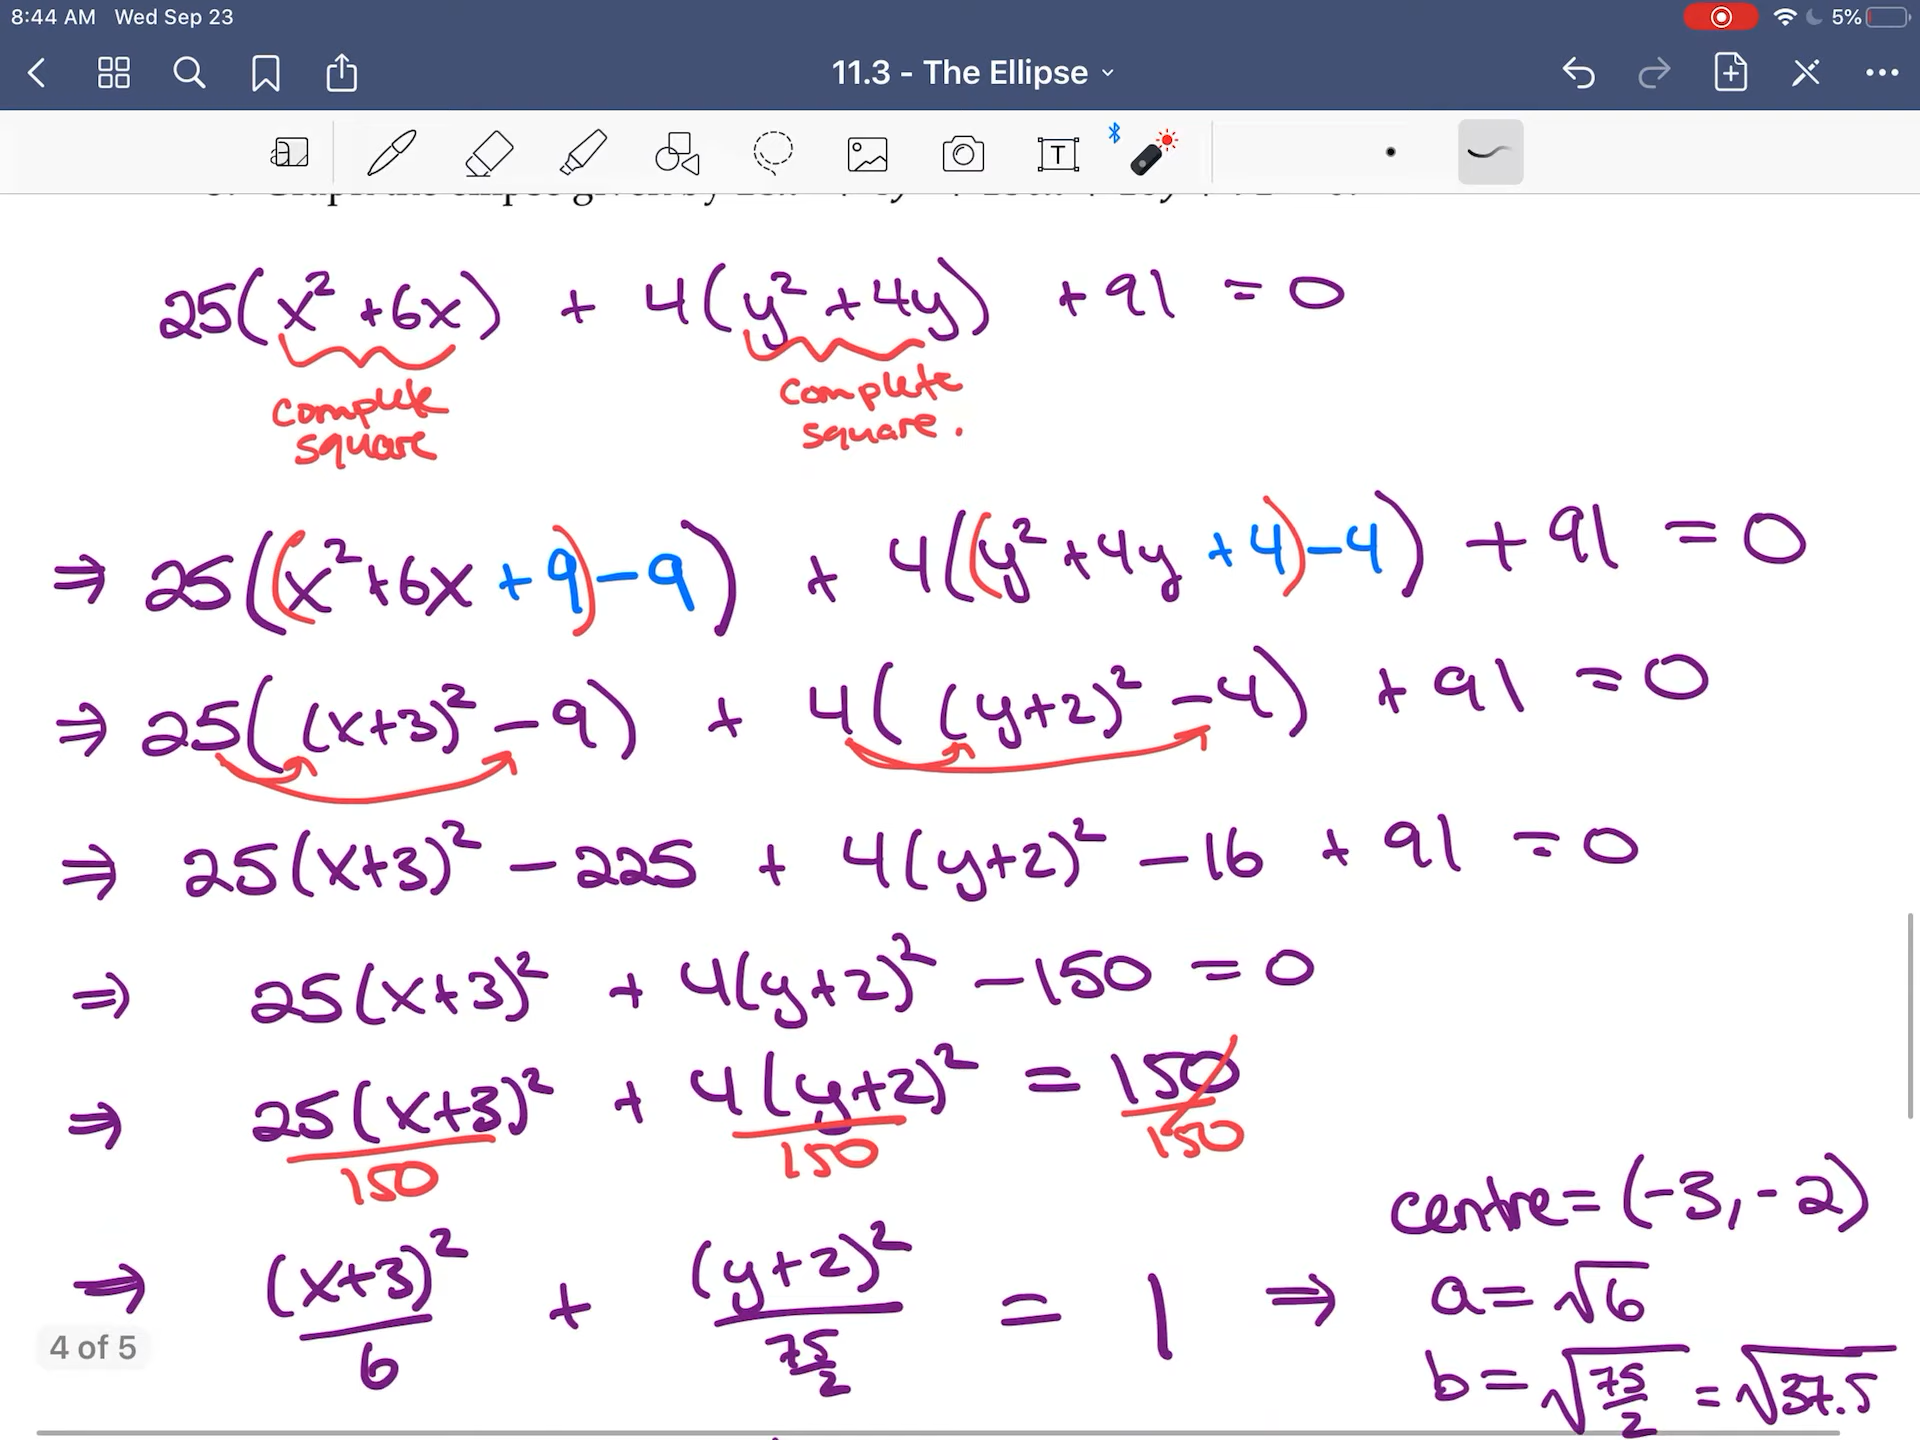 8:44 AM Wed Sep 23 5%
11.3 - The Ellipse
25(x² +6x) + 4(y² +4y) +91 = 0
complete square complete square.
⇒ 25((x²+6x +9)-9) + 4((y²+4y +4)-4) +91 = 0
⇒ 25((x+3)² -9) + 4((y+2)² -4) +91 = 0
⇒ 25(x+3)² -225 + 4(y+2)² -16 +91 = 0
⇒ 25(x+3)² + 4(y+2)² -150 = 0
⇒ 25(x+3)²/150 + 4(y+2)²/150 = 150/150
⇒ (x+3)²/6 + (y+2)²/(75/2) = 1 ⇒ centre = (-3,-2)
a = √6
b = √(75/2) = √37.5
4 of 5